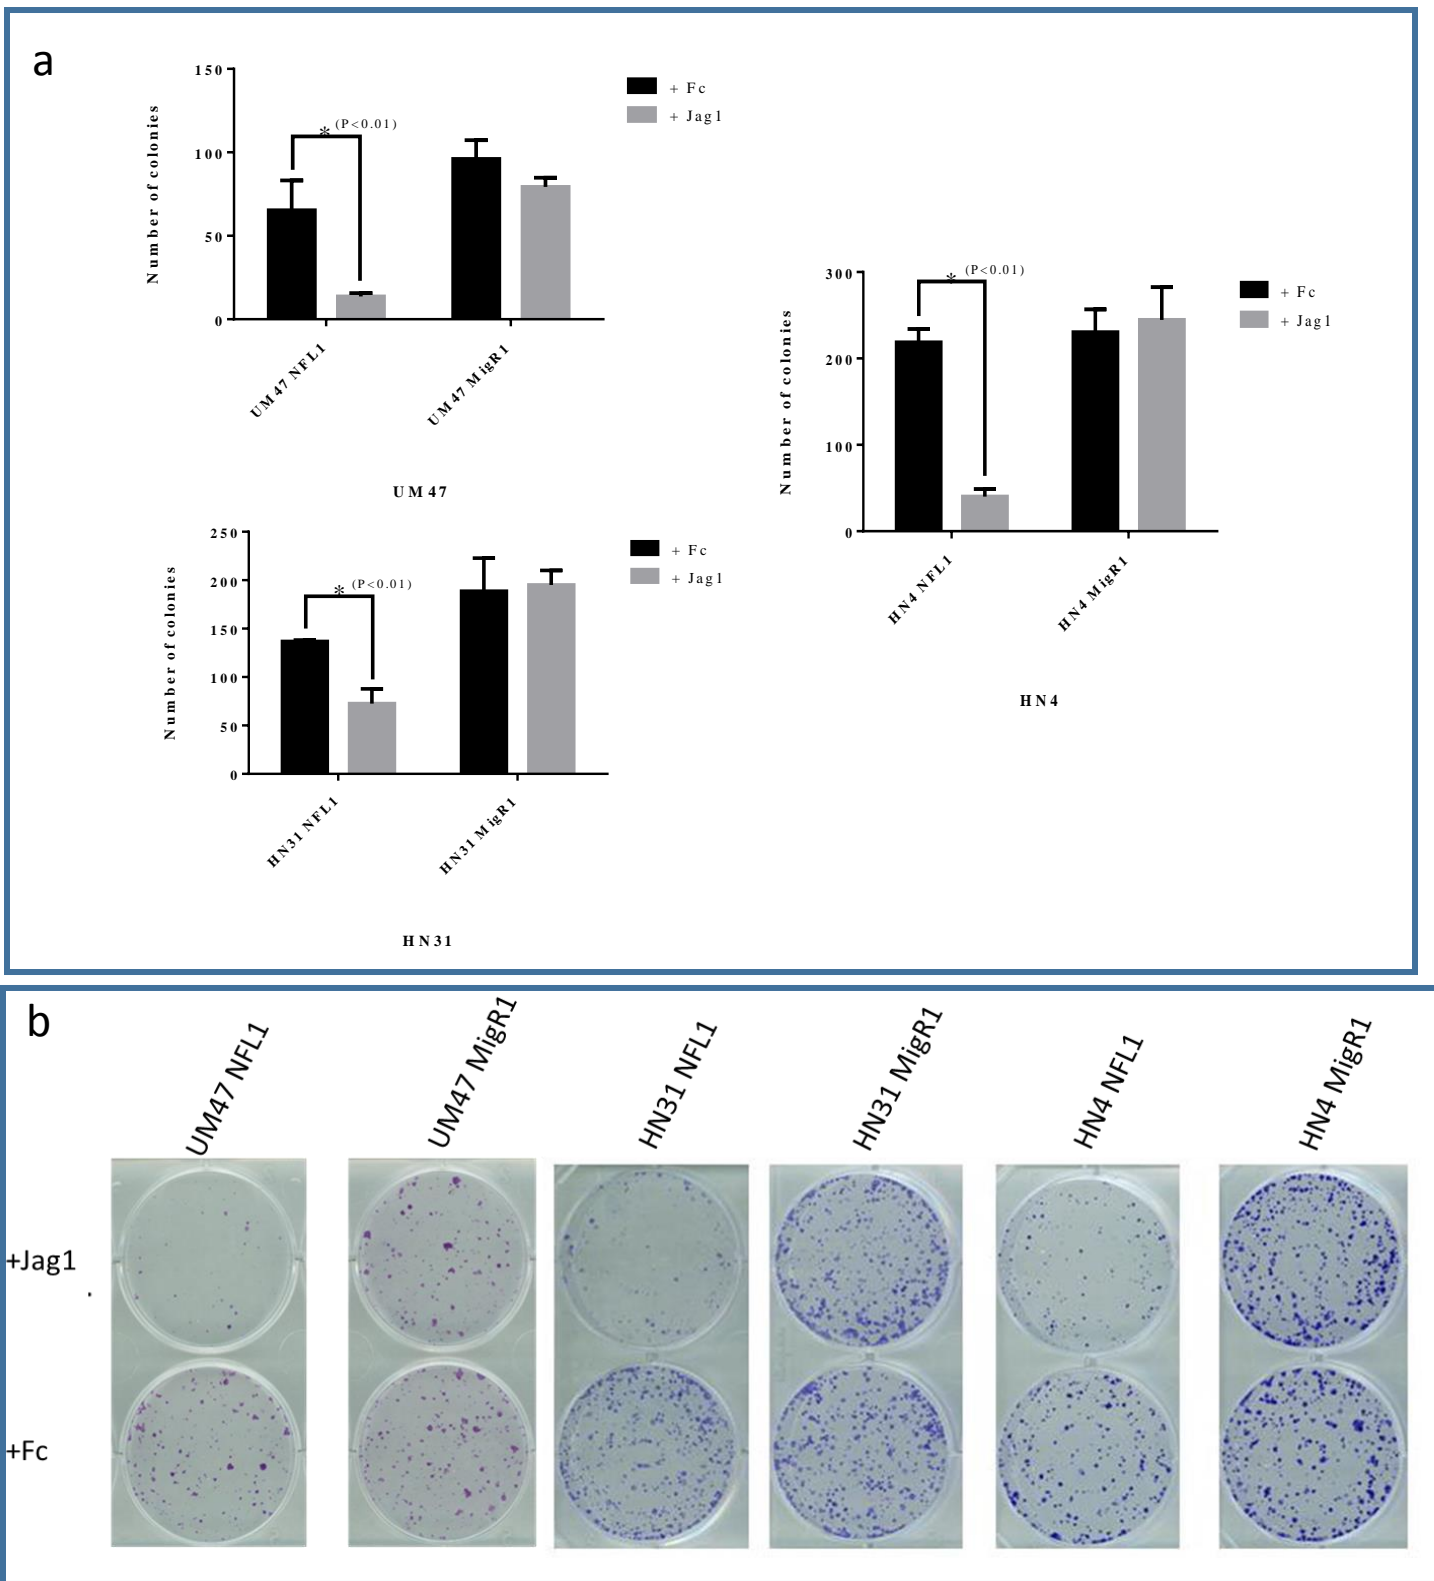 a
150
100
50
0
Number of colonies
* (P<0.01)
+ Fc
+ Jag1
UM47 NFL1
UM47 MigR1
UM47
300
200
100
0
Number of colonies
* (P<0.01)
+ Fc
+ Jag1
HN4 NFL1
HN4 MigR1
HN4
250
200
150
100
50
0
Number of colonies
* (P<0.01)
+ Fc
+ Jag1
HN31 NFL1
HN31 MigR1
HN31
b
UM47 NFL1
UM47 MigR1
HN31 NFL1
HN31 MigR1
HN4 NFL1
HN4 MigR1
+Jag1
+Fc